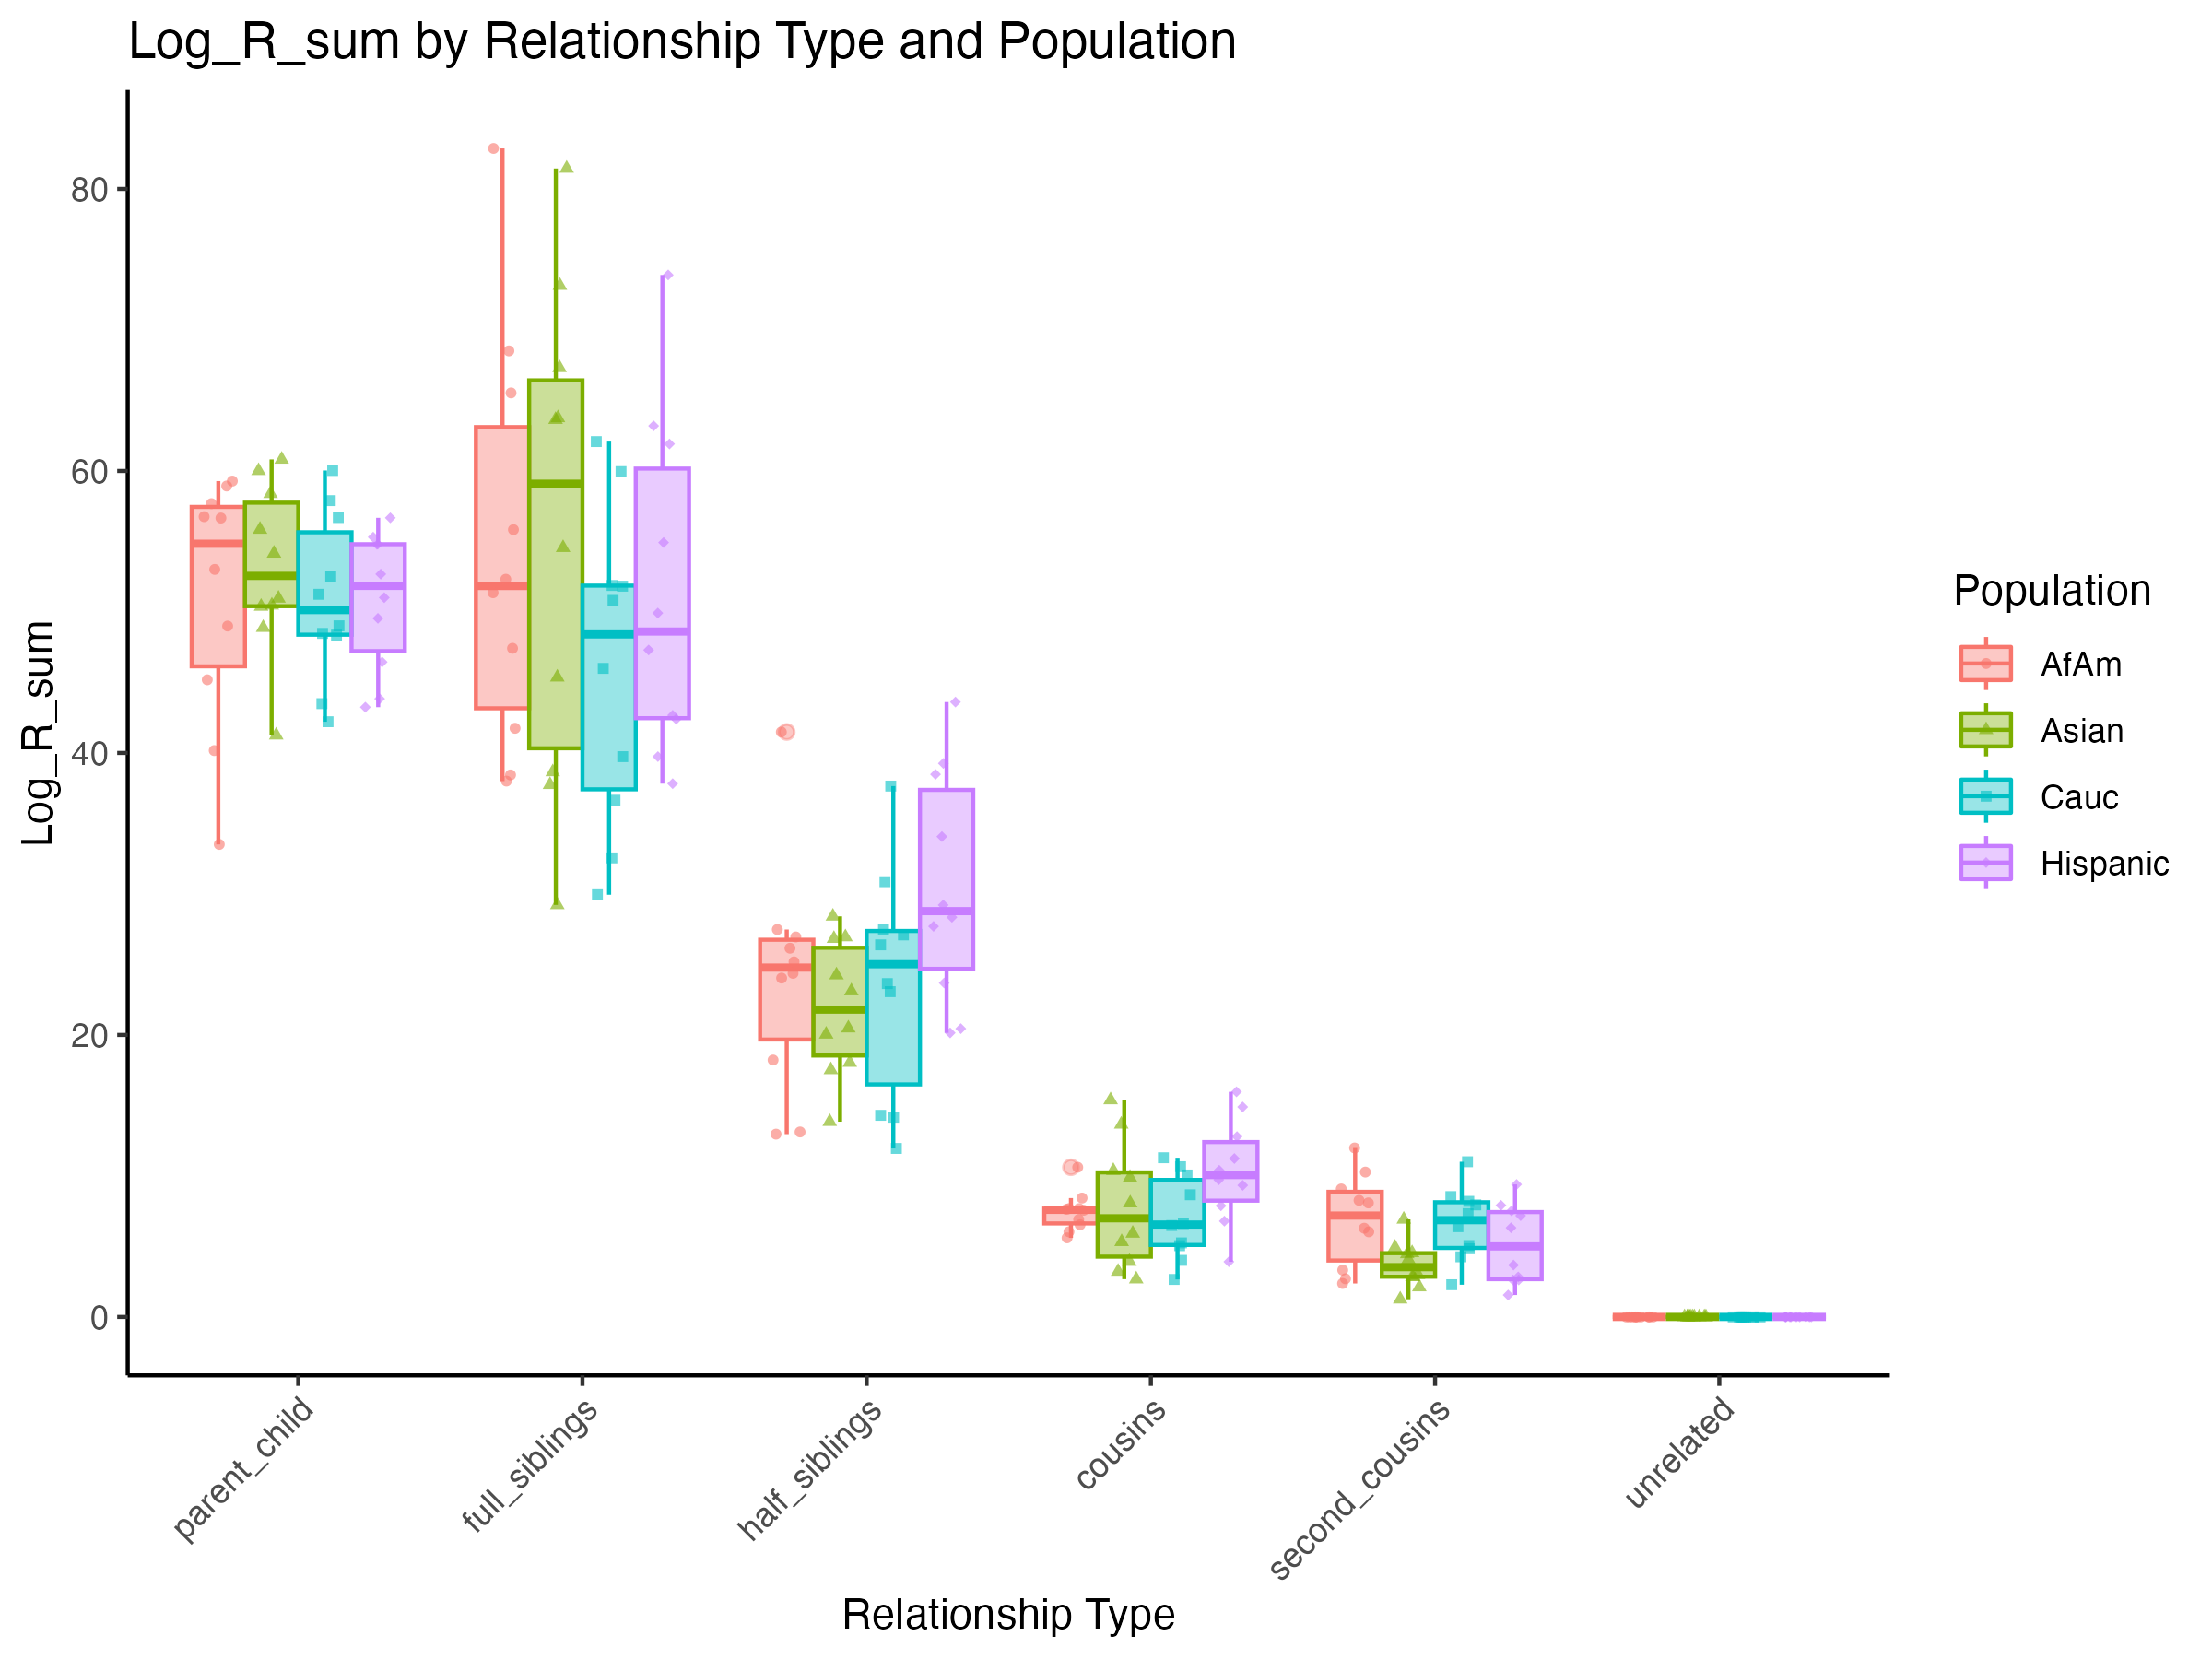 Log_R_sum by Relationship Type and Population
Log_R_sum
80
60
40
20
0
parent_child
full_siblings
half_siblings
cousins
second_cousins
unrelated
Relationship Type
Population
AfAm
Asian
Cauc
Hispanic